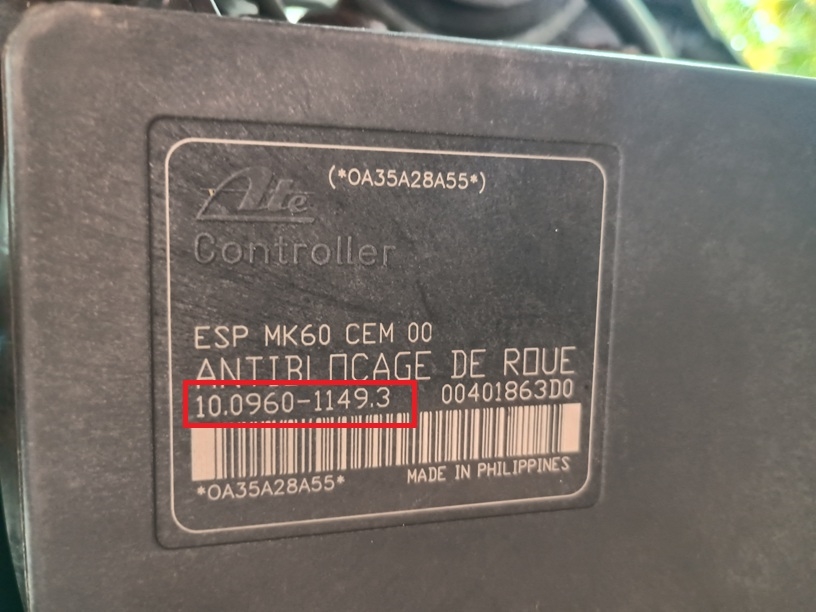 (*0A35A28A55*)
Ate
Controller
ESP MK60 CEM 00
ANTIBLOCAGE DE ROUE
10.0960-1149.3 00401863D0
MADE IN PHILIPPINES
*0A35A28A55*